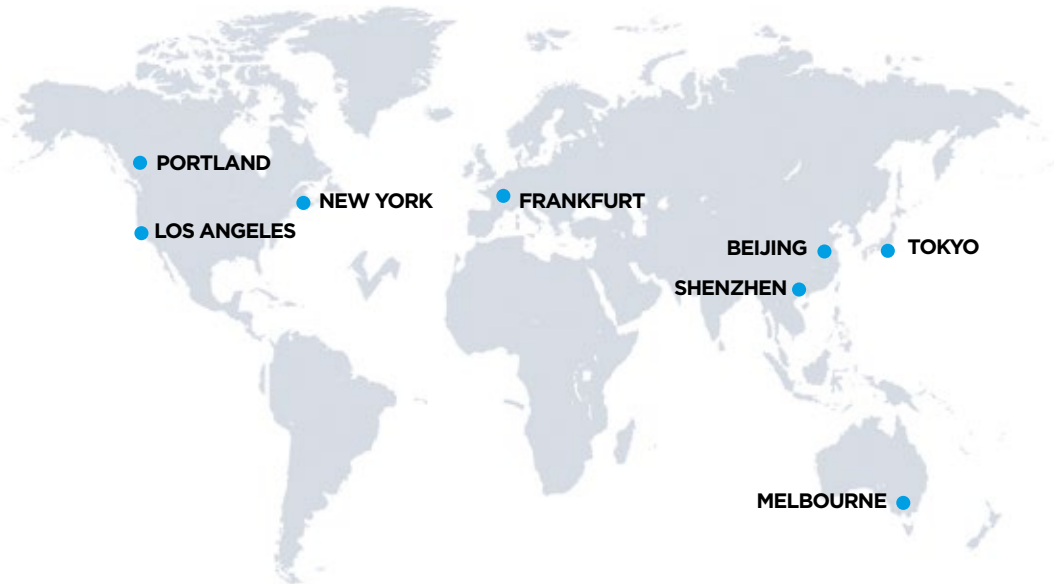 PORTLAND
NEW YORK
FRANKFURT
LOS ANGELES
BEIJING
TOKYO
SHENZHEN
MELBOURNE